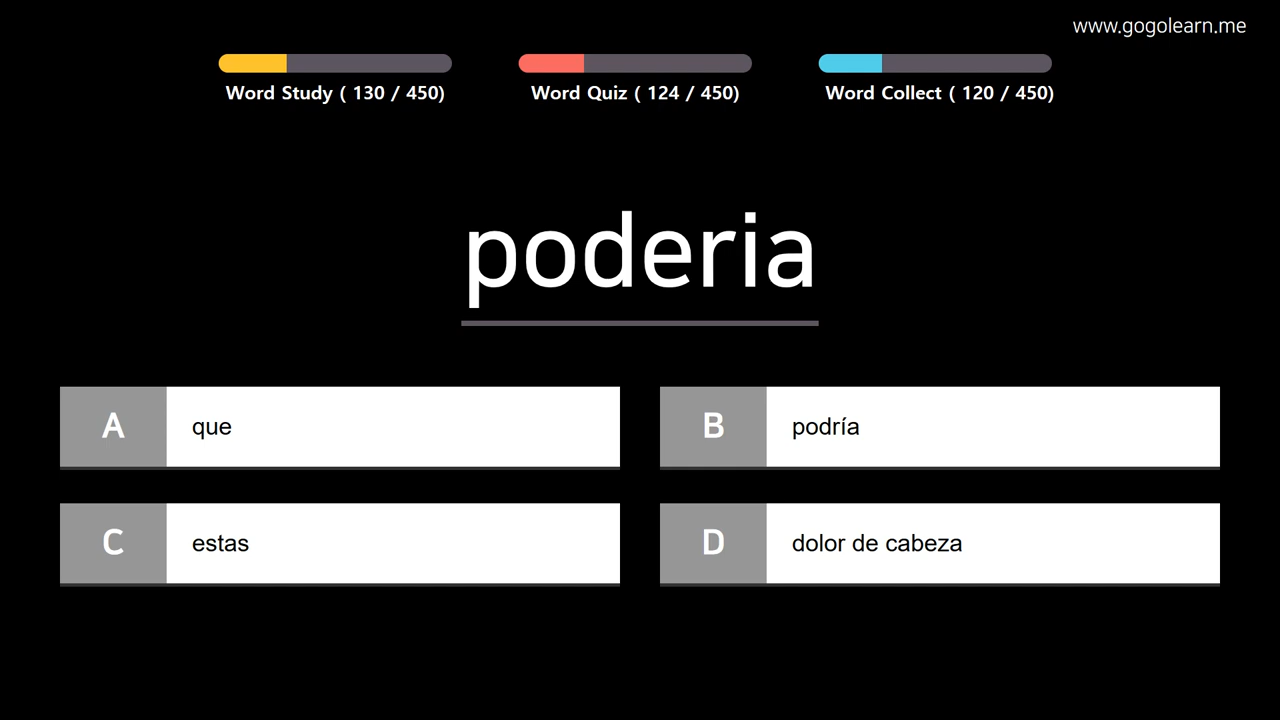 www.gogolearn.me
Word Study ( 130 / 450)
Word Quiz ( 124 / 450)
Word Collect ( 120 / 450)
poderia
A
que
B
podría
C
estas
D
dolor de cabeza